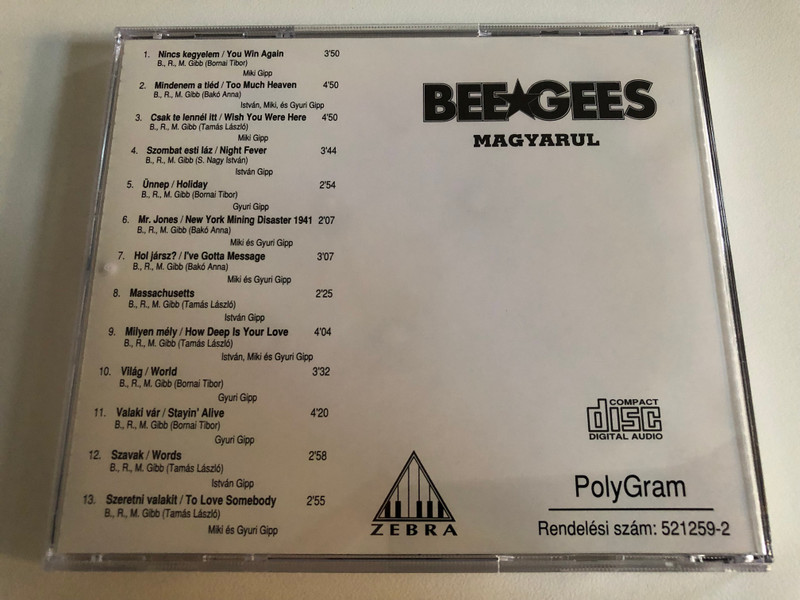 1. Nincs kegyelem / You Win Again 3'50
B., R., M. Gibb (Bornai Tibor)
Miki Gipp
2. Mindenem a tiéd / Too Much Heaven 4'50
B., R., M. Gibb (Bakó Anna)
István, Miki, és Gyuri Gipp
3. Csak te lennél itt / Wish You Were Here 4'50
B., R., M. Gibb (Tamás László)
Miki Gipp
4. Szombat esti láz / Night Fever 3'44
B., R., M. Gibb (S. Nagy István)
István Gipp
5. Ünnep / Holiday 2'54
B., R., M. Gibb (Bornai Tibor)
Gyuri Gipp
6. Mr. Jones / New York Mining Disaster 1941 2'07
B., R., M. Gibb (Bakó Anna)
Miki és Gyuri Gipp
7. Hol jársz? / I've Gotta Message 3'07
B., R., M. Gibb (Bakó Anna)
Miki és Gyuri Gipp
8. Massachusetts 2'25
B., R., M. Gibb (Tamás László)
István Gipp
9. Milyen mély / How Deep Is Your Love 4'04
B., R., M. Gibb (Tamás László)
István, Miki és Gyuri Gipp
10. Világ / World 3'32
B., R., M. Gibb (Bornai Tibor)
Gyuri Gipp
11. Valaki vár / Stayin' Alive 4'20
B., R., M. Gibb (Bornai Tibor)
Gyuri Gipp
12. Szavak / Words 2'58
B., R., M. Gibb (Tamás László)
István Gipp
13. Szeretni valakit / To Love Somebody 2'55
B., R., M. Gibb (Tamás László)
Miki és Gyuri Gipp
BEE★GEES
MAGYARUL
COMPACT
disc
DIGITAL AUDIO
ZEBRA
PolyGram
Rendelési szám: 521259-2